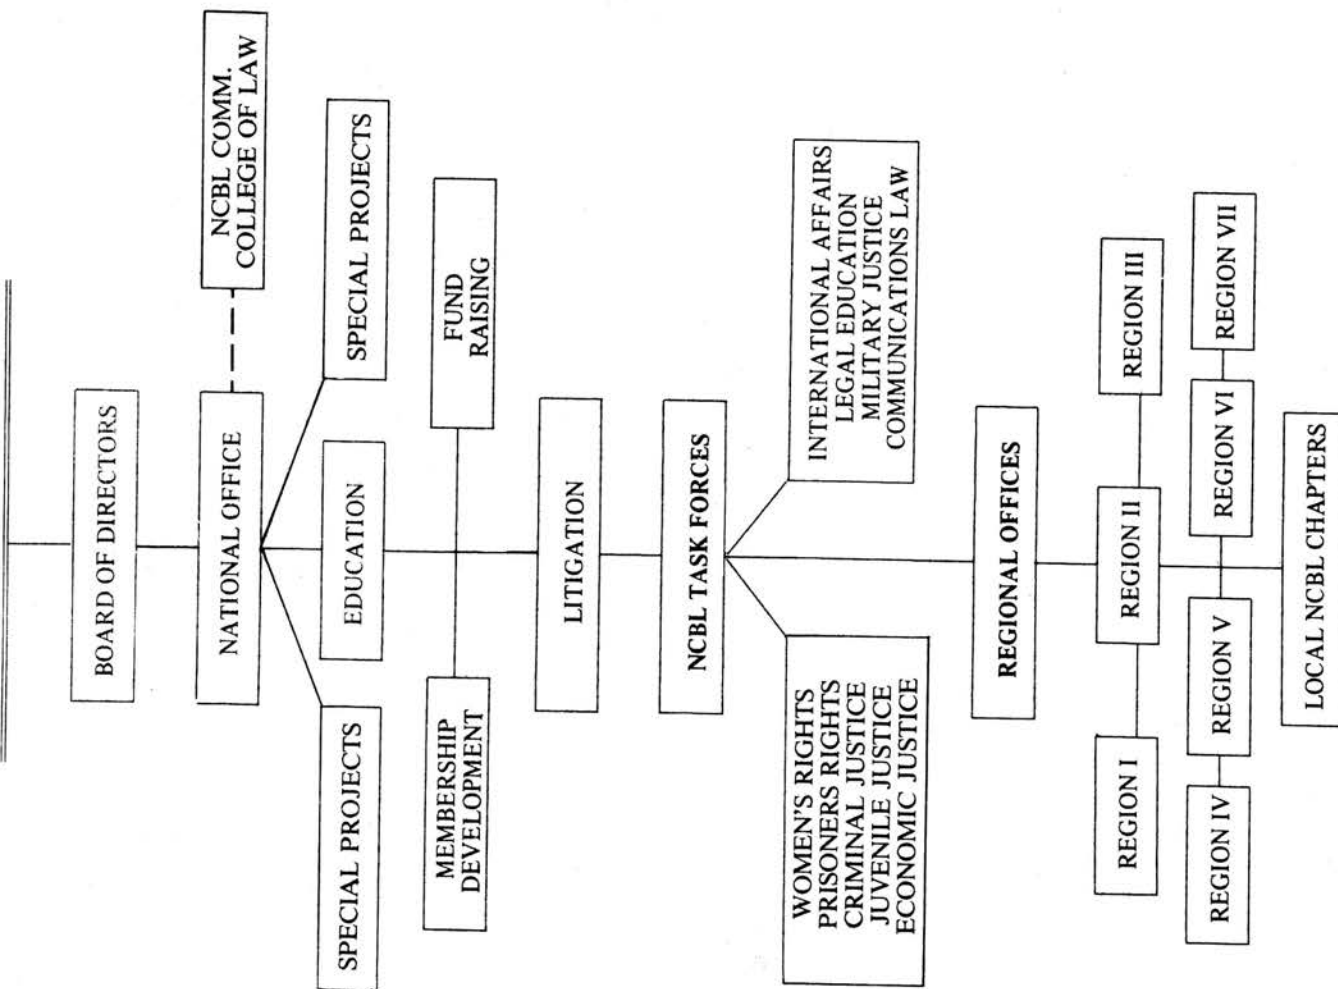 BOARD OF DIRECTORS
NATIONAL OFFICE
NCBL COMM.
COLLEGE OF LAW
SPECIAL PROJECTS
EDUCATION
SPECIAL PROJECTS
MEMBERSHIP
DEVELOPMENT
FUND
RAISING
LITIGATION
NCBL TASK FORCES
WOMEN'S RIGHTS
PRISONERS RIGHTS
CRIMINAL JUSTICE
JUVENILE JUSTICE
ECONOMIC JUSTICE
INTERNATIONAL AFFAIRS
LEGAL EDUCATION
MILITARY JUSTICE
COMMUNICATIONS LAW
REGIONAL OFFICES
REGION I
REGION II
REGION III
REGION IV
REGION V
REGION VI
REGION VII
LOCAL NCBL CHAPTERS